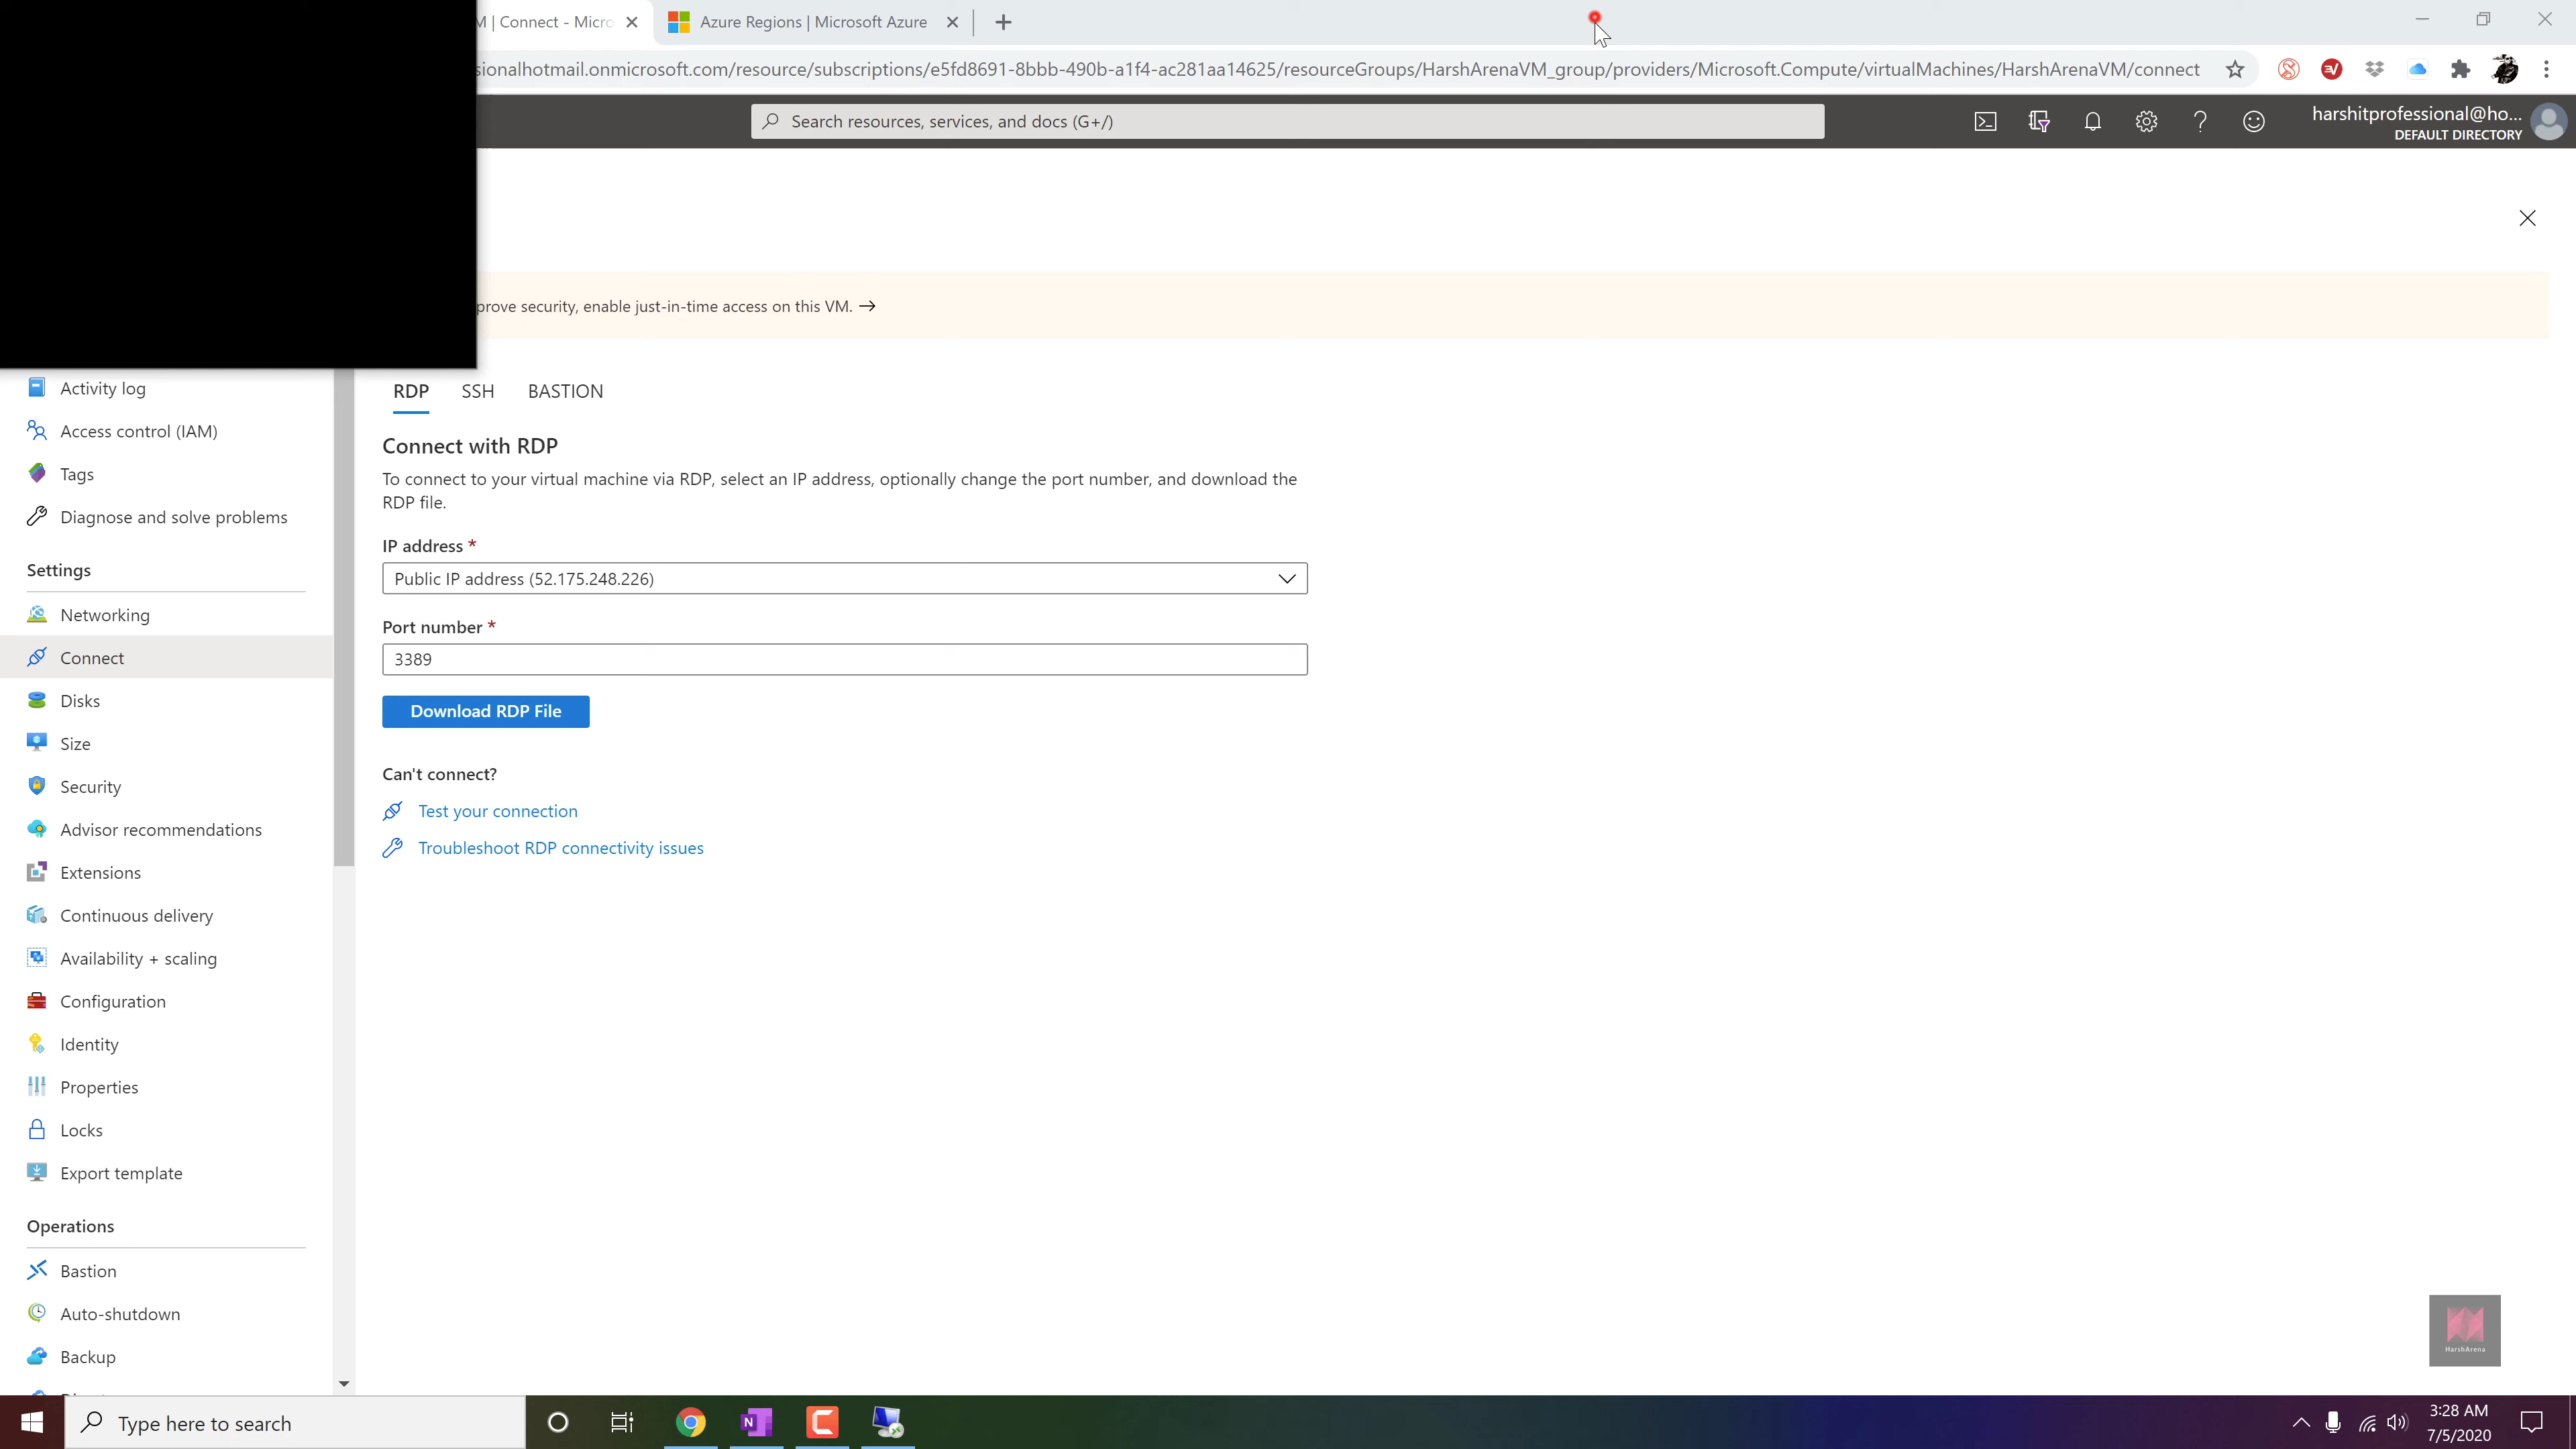 M | Connect - Micro
Azure Regions | Microsoft Azure
sionalhotmail.onmicrosoft.com/resource/subscriptions/e5fd8691-8bbb-490b-a1f4-ac281aa14625/resourceGroups/HarshArenaVM_group/providers/Microsoft.Compute/virtualMachines/HarshArenaVM/connect
Search resources, services, and docs (G+/)
harshitprofessional@ho...
DEFAULT DIRECTORY
prove security, enable just-in-time access on this VM. →
Activity log
Access control (IAM)
Tags
Diagnose and solve problems
Settings
Networking
Connect
Disks
Size
Security
Advisor recommendations
Extensions
Continuous delivery
Availability + scaling
Configuration
Identity
Properties
Locks
Export template
Operations
Bastion
Auto-shutdown
Backup
RDP SSH BASTION
Connect with RDP
To connect to your virtual machine via RDP, select an IP address, optionally change the port number, and download the
RDP file.
IP address *
Public IP address (52.175.248.226)
Port number *
3389
Download RDP File
Can't connect?
Test your connection
Troubleshoot RDP connectivity issues
HarshArena
Type here to search
3:28 AM
7/5/2020